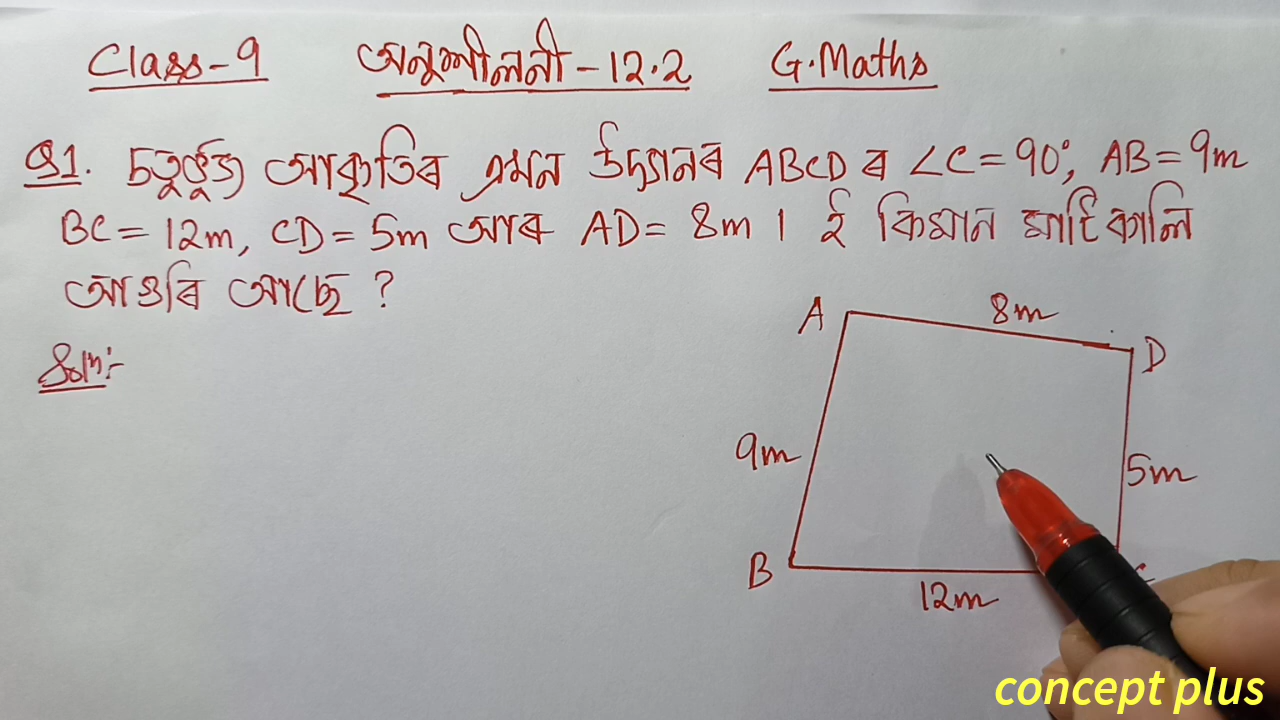 Class-9 অনুশীলনী-12.2 G.Maths
Q1. চতুৰ্ভুজ আকৃতিৰ এখন উদ্যানৰ ABCD ৰ ∠C = 90°, AB = 9m
BC = 12m, CD = 5m আৰু AD = 8m । ই কিমান মাটিকালি
আগুৰি আছে ?
Solⁿ:-
A 8m D
9m 5m
B 12m C
concept plus